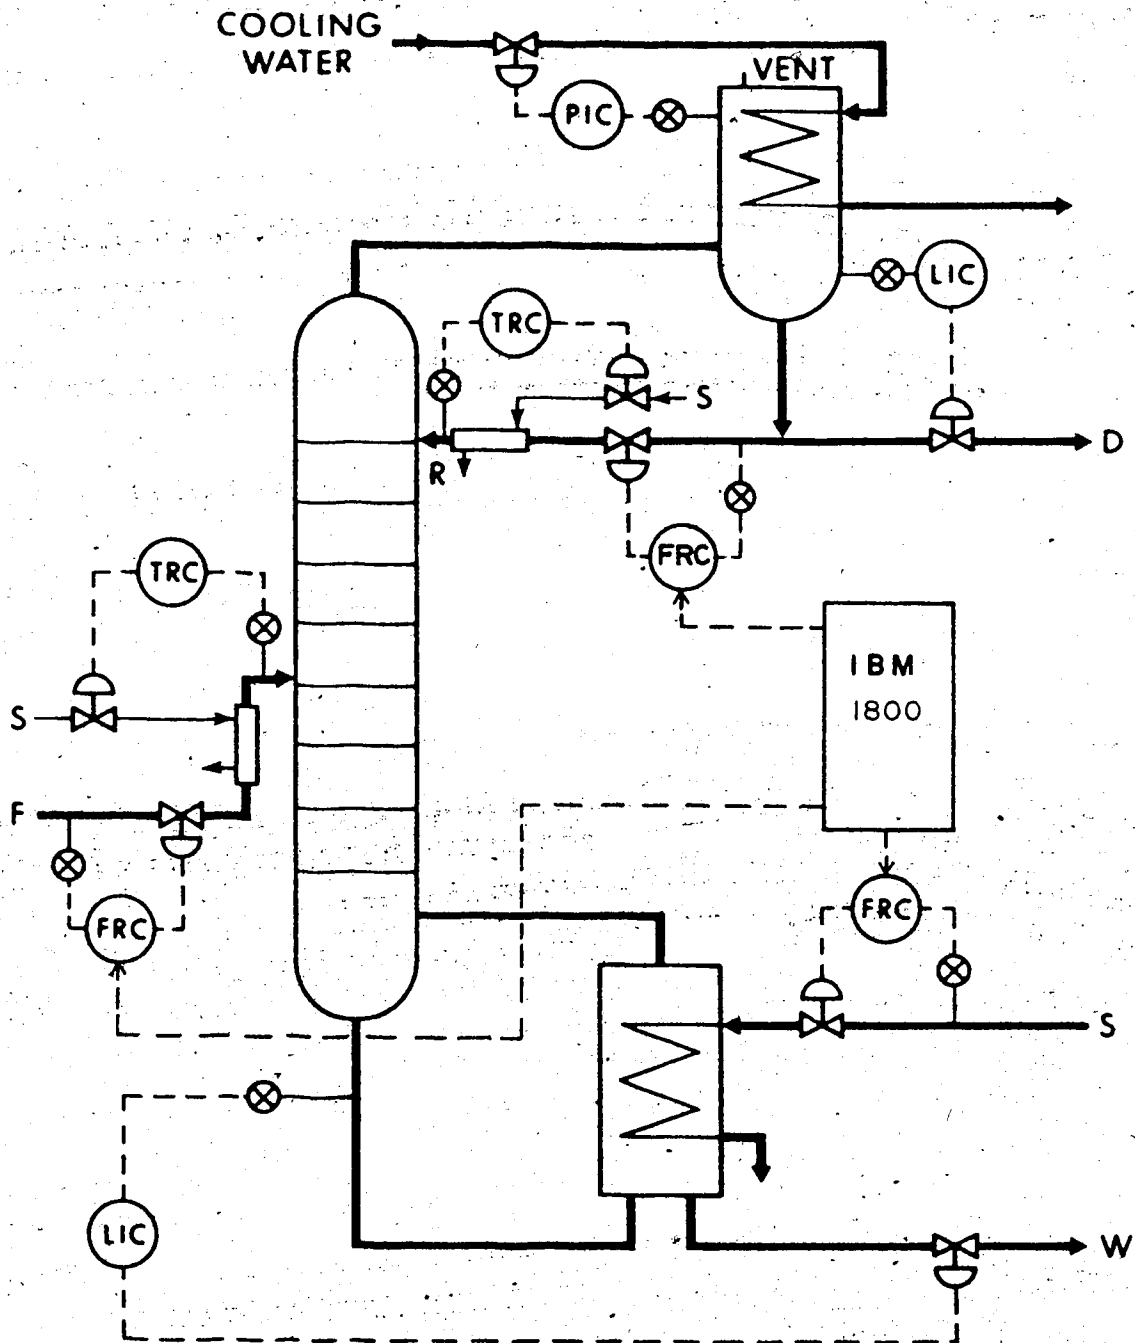 COOLING
WATER
VENT
PIC
LIC
TRC
S
D
R
TRC
FRC
IBM
1800
S
F
FRC
FRC
S
LIC
W